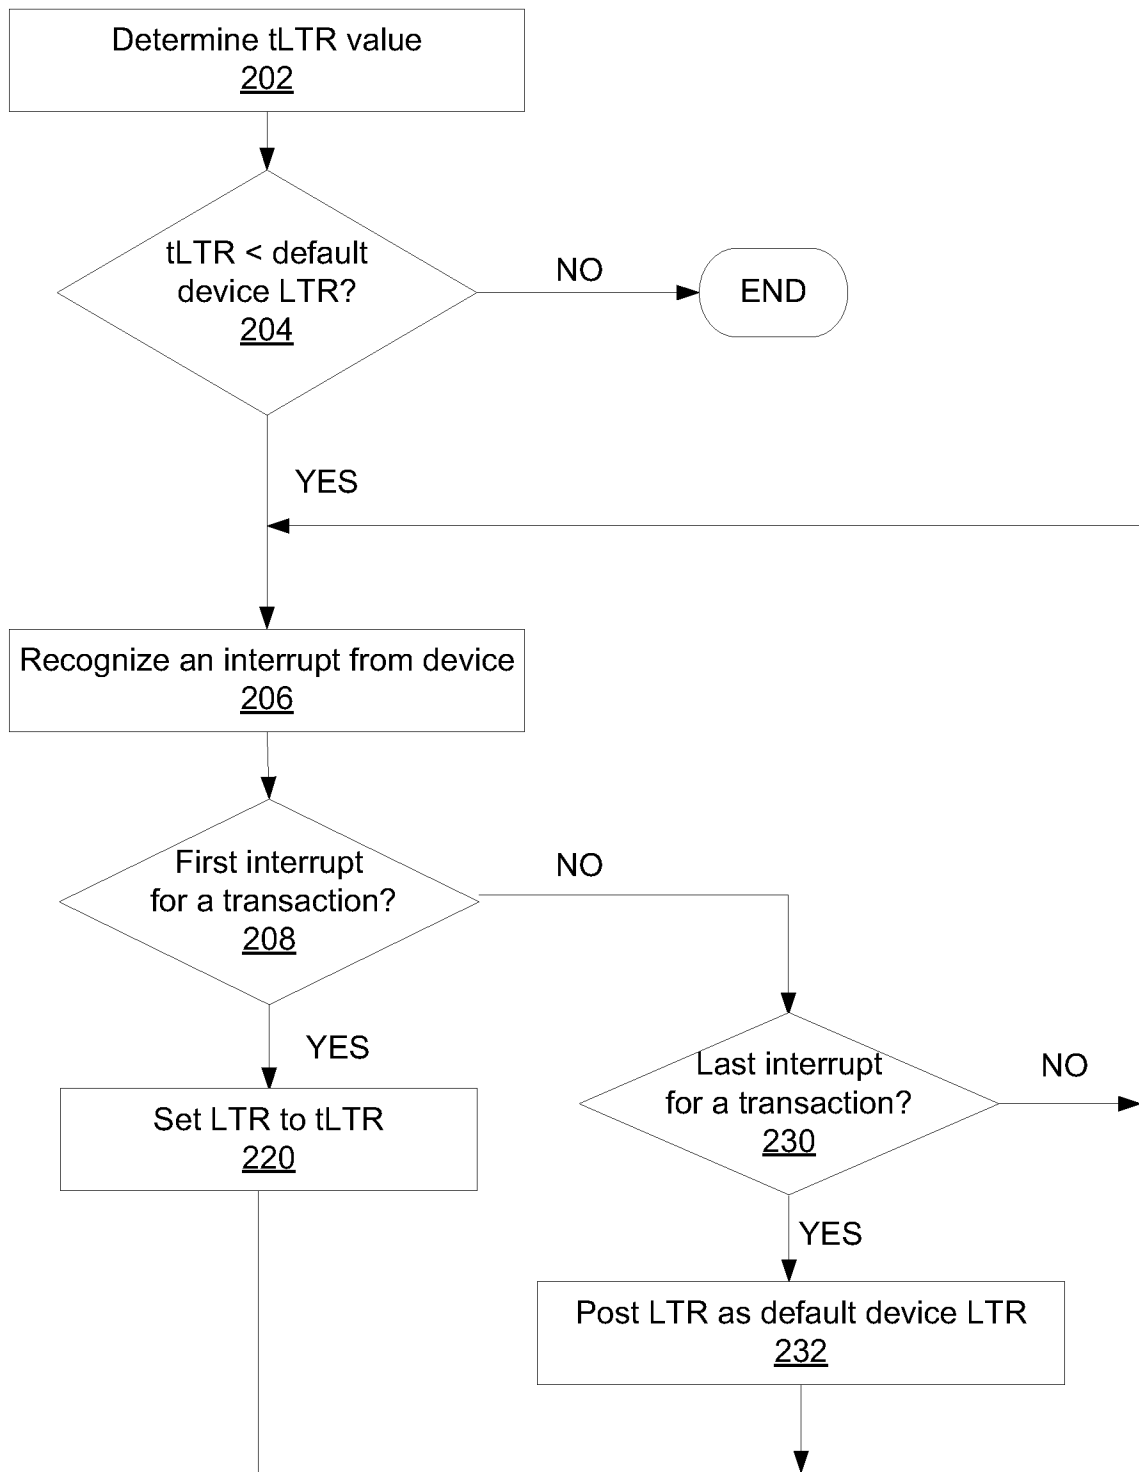 Determine tLTR value
202
tLTR < default
device LTR?
204
NO
END
YES
Recognize an interrupt from device
206
First interrupt
for a transaction?
208
NO
YES
Last interrupt
for a transaction?
230
NO
Set LTR to tLTR
220
YES
Post LTR as default device LTR
232